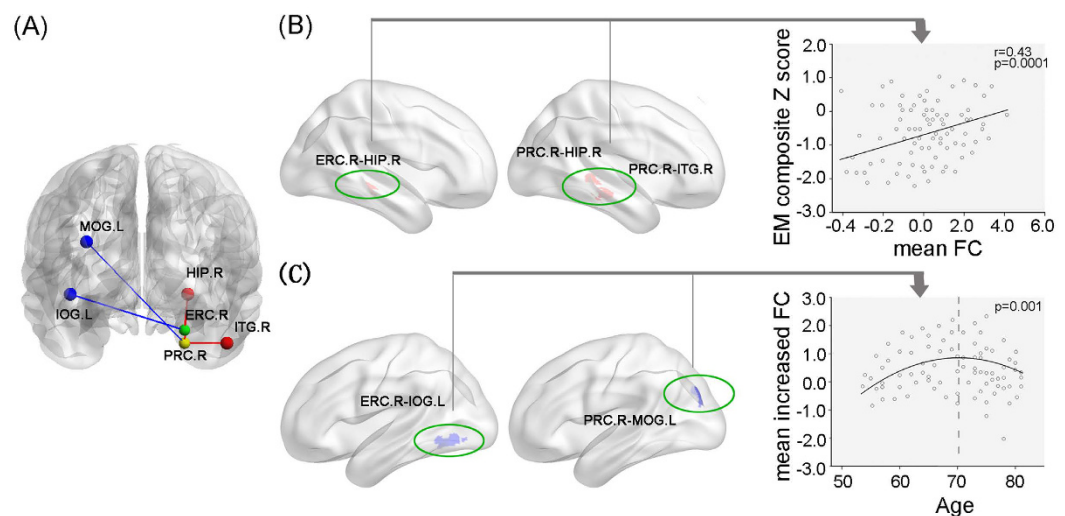 (A)
MOG.L
HIP.R
IOG.L
ERC.R
ITG.R
PRC.R
(B)
ERC.R-HIP.R
PRC.R-HIP.R
PRC.R-ITG.R
EM composite Z score
2.0
1.0
0
-1.0
-2.0
-3.0
r=0.43
p=0.0001
-0.4 -2.0 0.0 2.0 4.0 6.0
mean FC
(C)
ERC.R-IOG.L
PRC.R-MOG.L
mean increased FC
3.0
2.0
1.0
0.0
-1.0
-2.0
-3.0
p=0.001
50 60 70 80
Age